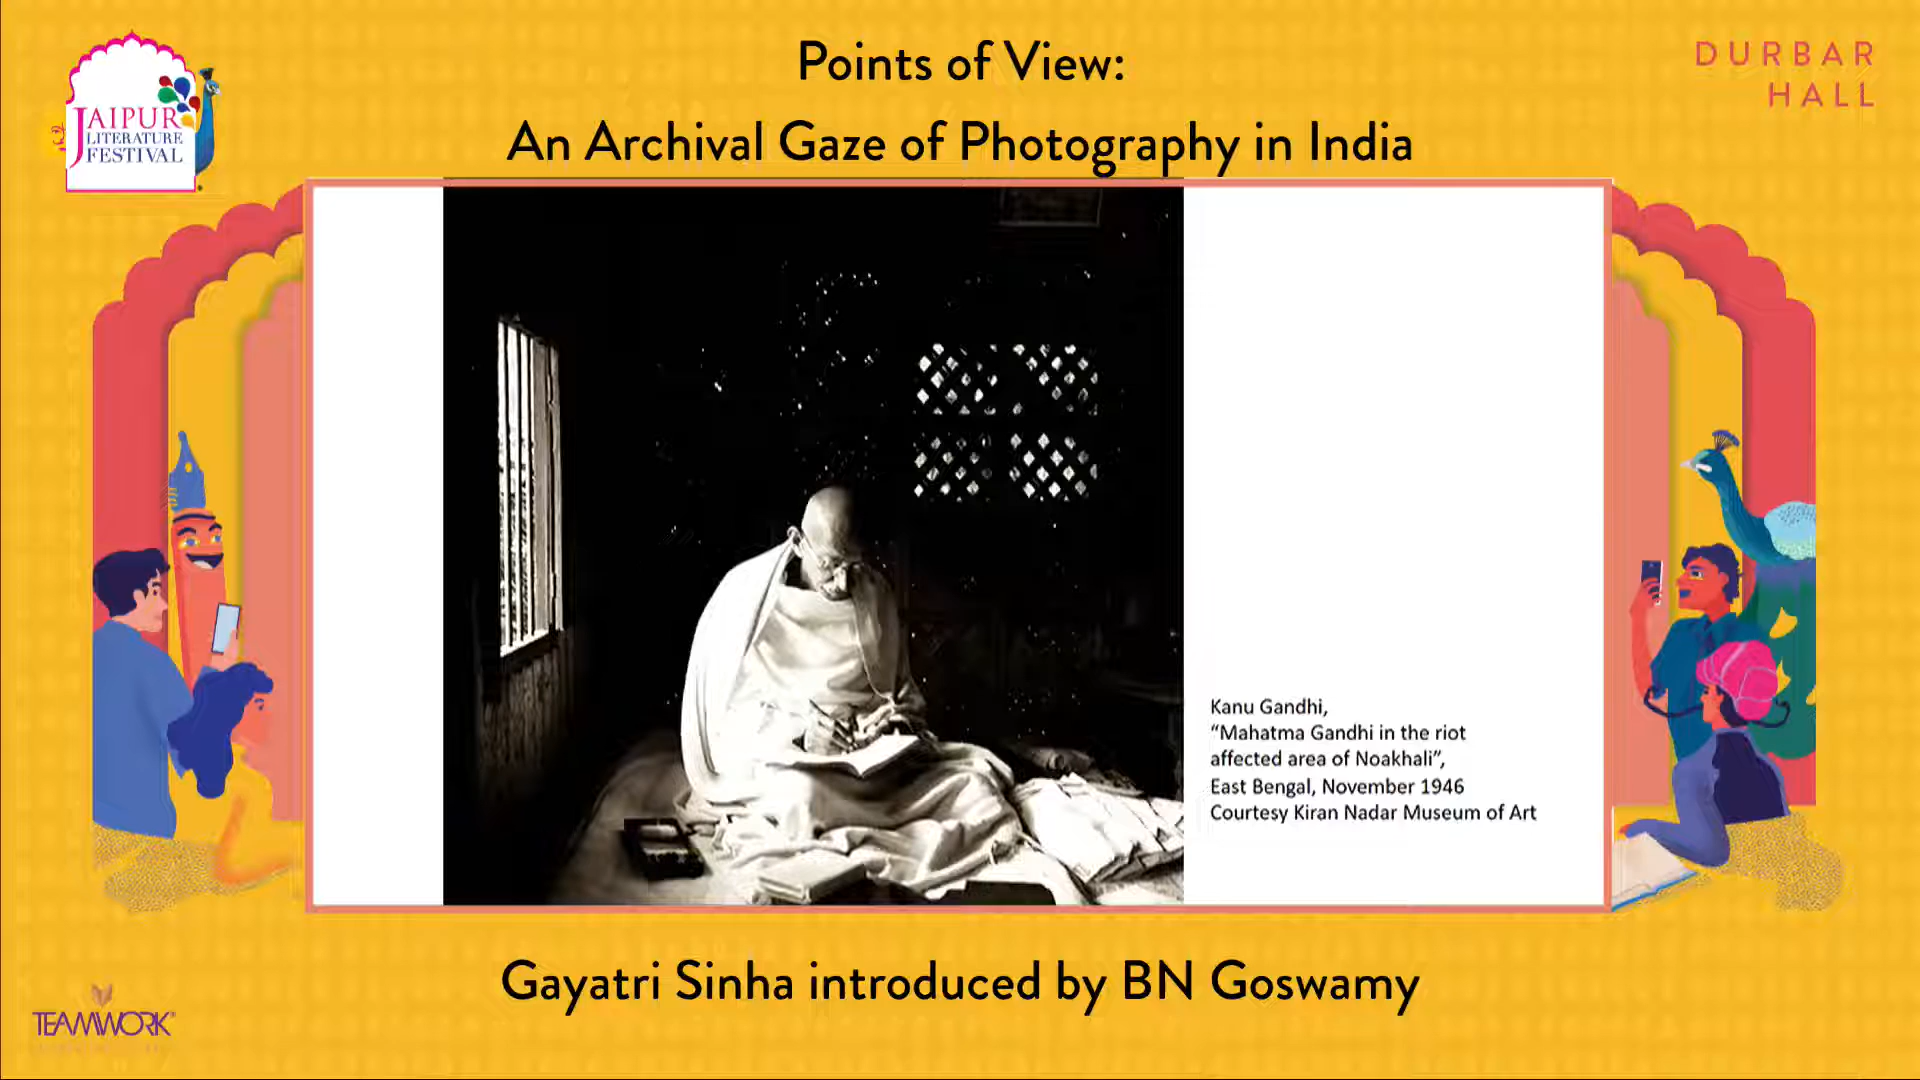 Points of View:
An Archival Gaze of Photography in India
DURBAR
HALL
JAIPUR
LITERATURE
FESTIVAL
Kanu Gandhi,
“Mahatma Gandhi in the riot
affected area of Noakhali”,
East Bengal, November 1946
Courtesy Kiran Nadar Museum of Art
Gayatri Sinha introduced by BN Goswamy
TEAMWORK